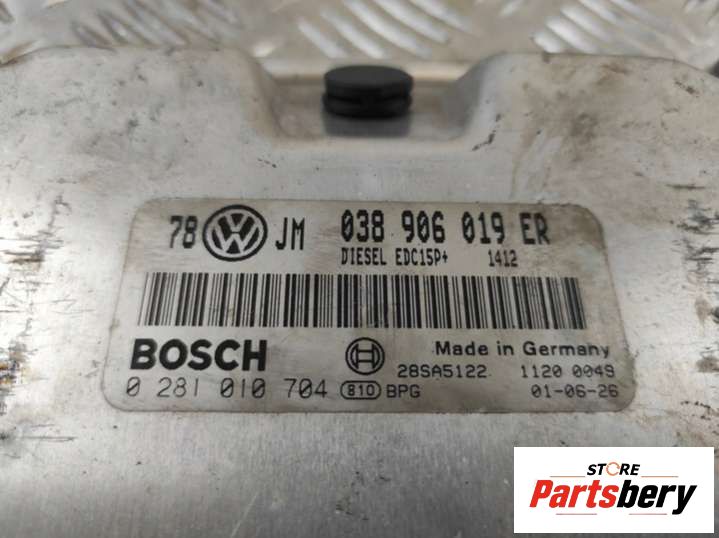 78 VW JM 038 906 019 ER
DIESEL EDC15P+ 1412
BOSCH
Made in Germany
28SA5122 1120 0049
0 281 010 704 810 BPG 01-06-26
STORE
Partsbery